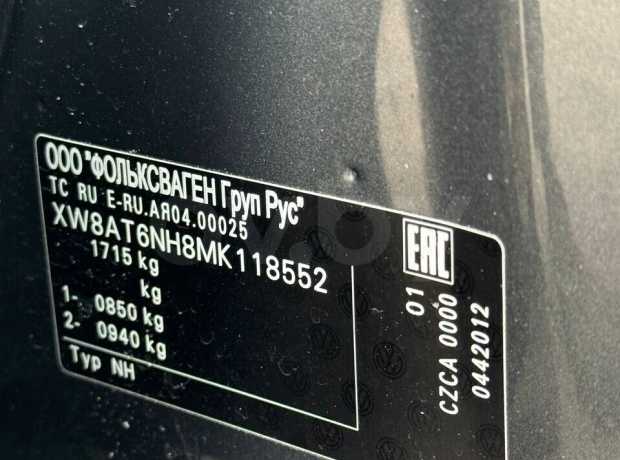 ООО "ФОЛЬКСВАГЕН Груп Рус"
ТС RU E-RU.АЯ04.00025
XW8AT6NH8MK118552
1715 kg
kg
1- 0850 kg
2- 0940 kg
Typ NH
EAC
01
CZCA 0000
0442012